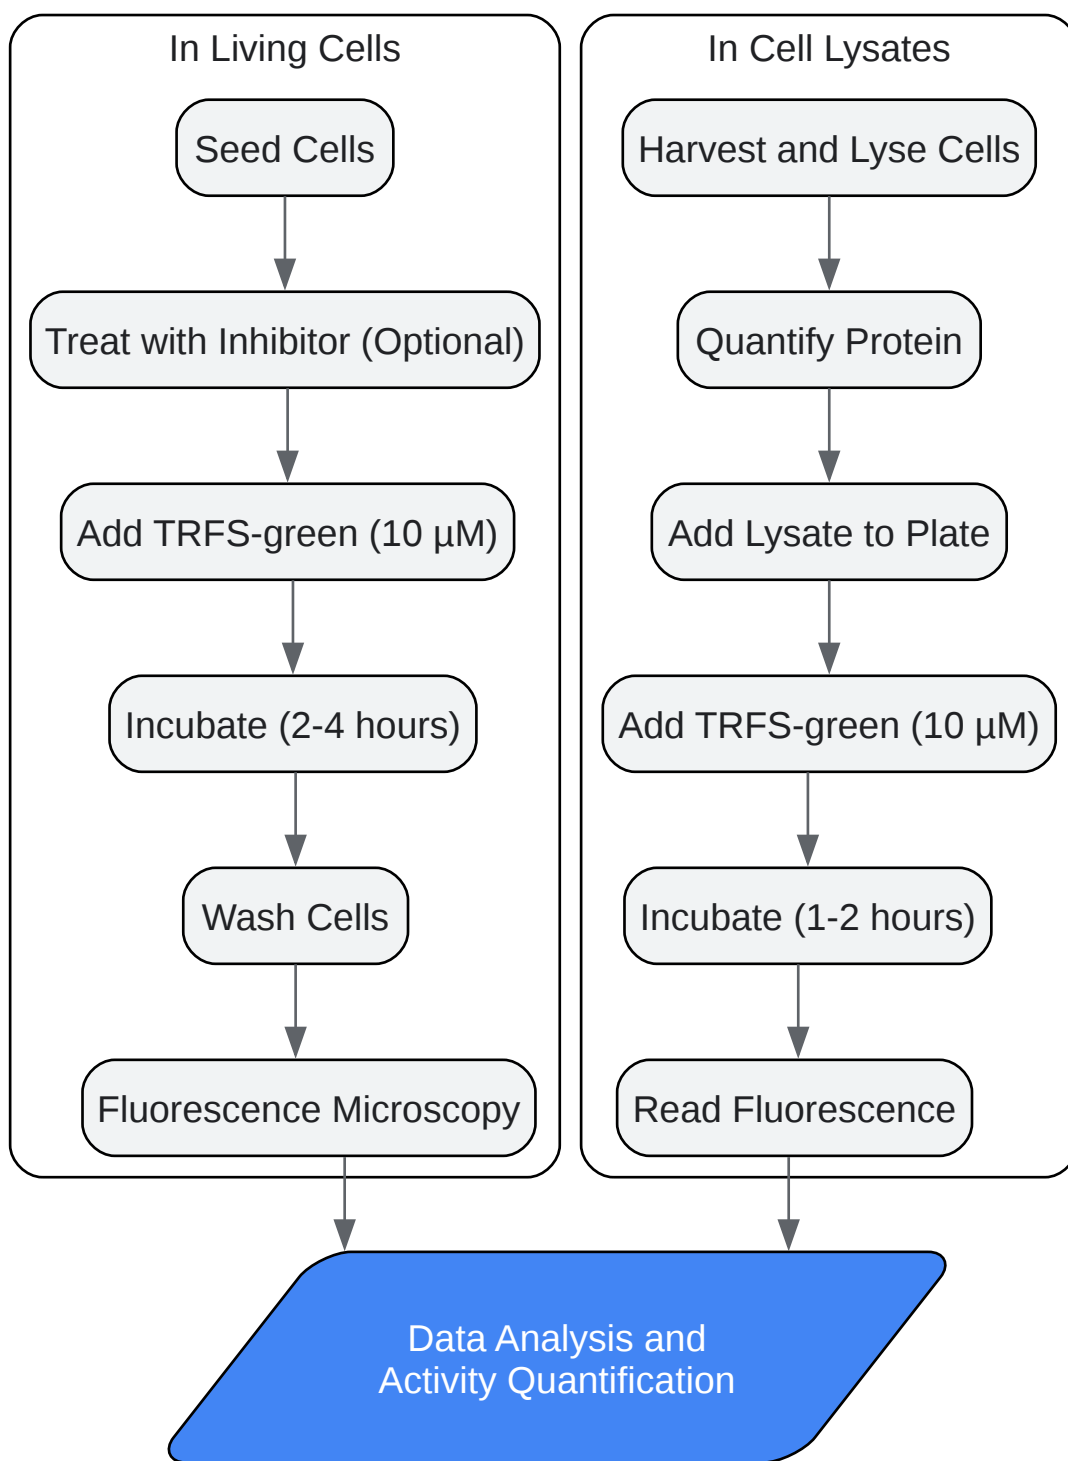 In Living Cells
Seed Cells
Treat with Inhibitor (Optional)
Add TRFS-green (10 µM)
Incubate (2-4 hours)
Wash Cells
Fluorescence Microscopy
In Cell Lysates
Harvest and Lyse Cells
Quantify Protein
Add Lysate to Plate
Add TRFS-green (10 µM)
Incubate (1-2 hours)
Read Fluorescence
Data Analysis and
Activity Quantification